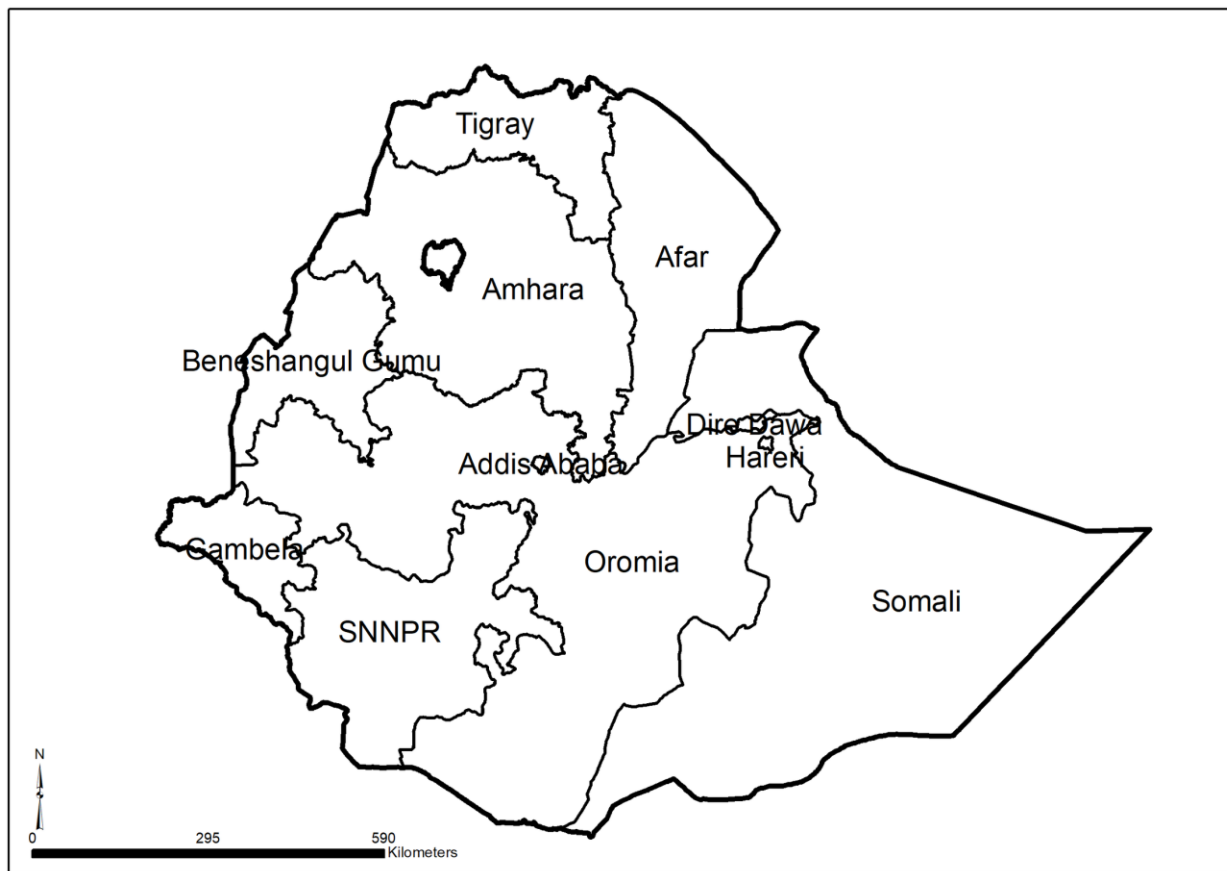 Tigray
Afar
Amhara
Beneshangul Gumu
Dire Dawa
Hareri
Addis Ababa
Gambela
Oromia
Somali
SNNPR
N
0 295 590
Kilometers